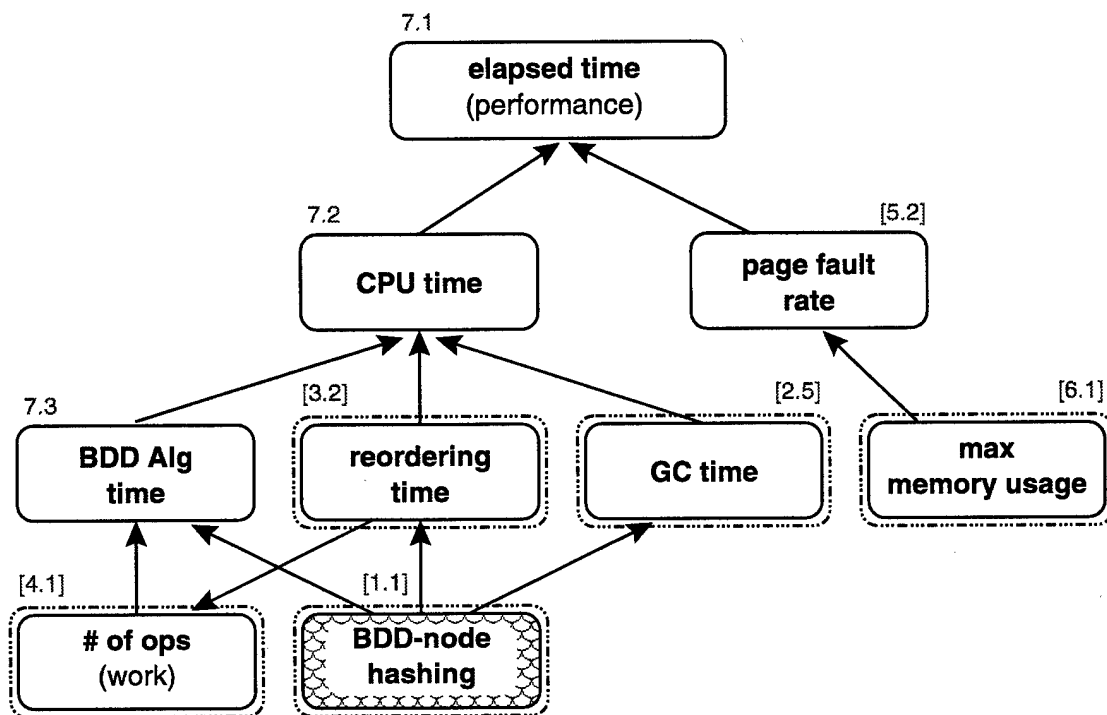 7.1
elapsed time
(performance)
7.2
CPU time
[5.2]
page fault
rate
7.3
BDD Alg
time
[3.2]
reordering
time
[2.5]
GC time
[6.1]
max
memory usage
[4.1]
# of ops
(work)
[1.1]
BDD-node
hashing